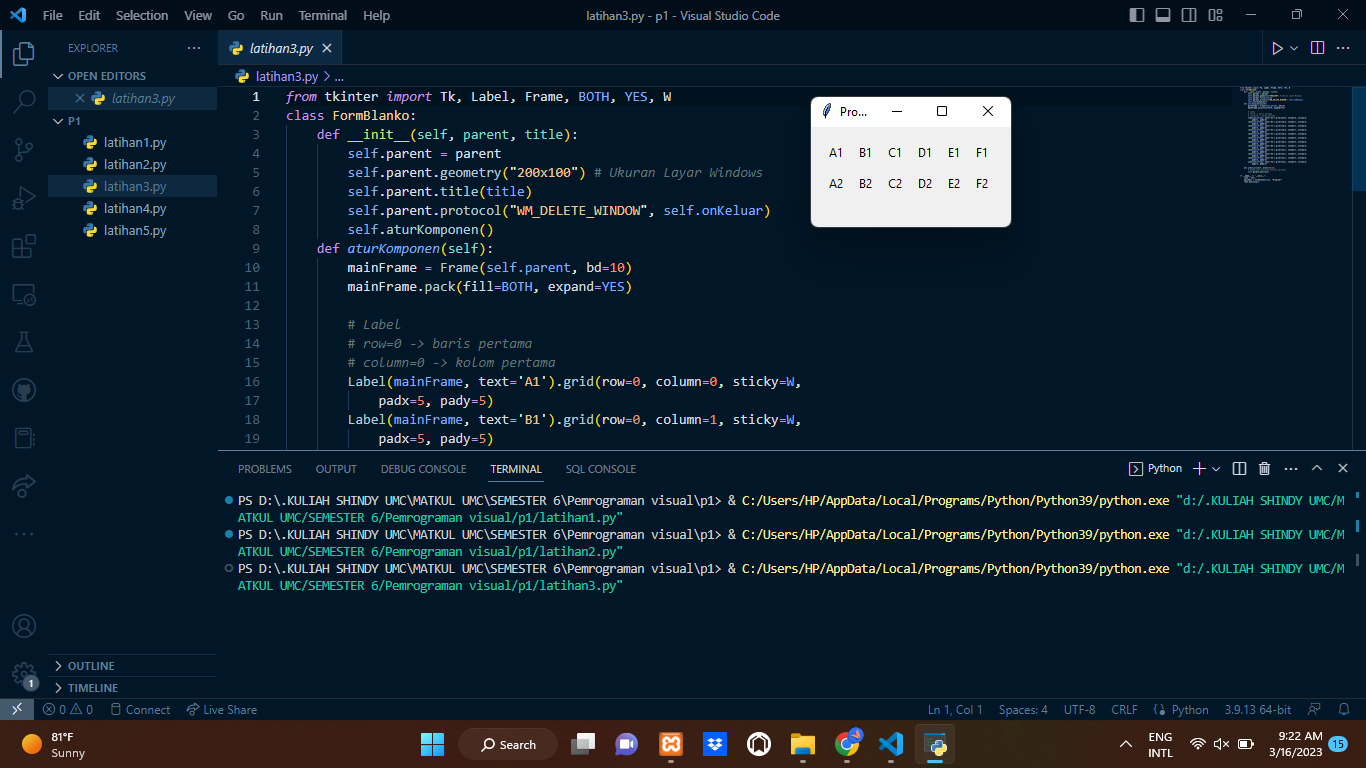 File Edit Selection View Go Run Terminal Help latihan3.py - p1 - Visual Studio Code
EXPLORER
OPEN EDITORS
latihan3.py
P1
latihan1.py
latihan2.py
latihan3.py
latihan4.py
latihan5.py
OUTLINE
TIMELINE
latihan3.py
latihan3.py > ...
1 from tkinter import Tk, Label, Frame, BOTH, YES, W
2 class FormBlanko:
3 def __init__(self, parent, title):
4 self.parent = parent
5 self.parent.geometry("200x100") # Ukuran Layar Windows
6 self.parent.title(title)
7 self.parent.protocol("WM_DELETE_WINDOW", self.onKeluar)
8 self.aturKomponen()
9 def aturKomponen(self):
10 mainFrame = Frame(self.parent, bd=10)
11 mainFrame.pack(fill=BOTH, expand=YES)
12
13 # Label
14 # row=0 -> baris pertama
15 # column=0 -> kolom pertama
16 Label(mainFrame, text='A1').grid(row=0, column=0, sticky=W,
17 padx=5, pady=5)
18 Label(mainFrame, text='B1').grid(row=0, column=1, sticky=W,
19 padx=5, pady=5)
Pro...
A1 B1 C1 D1 E1 F1
A2 B2 C2 D2 E2 F2
PROBLEMS OUTPUT DEBUG CONSOLE TERMINAL SQL CONSOLE Python
PS D:\.KULIAH SHINDY UMC\MATKUL UMC\SEMESTER 6\Pemrograman visual\p1> & C:/Users/HP/AppData/Local/Programs/Python/Python39/python.exe "d:/.KULIAH SHINDY UMC/M
ATKUL UMC/SEMESTER 6/Pemrograman visual/p1/latihan1.py"
PS D:\.KULIAH SHINDY UMC\MATKUL UMC\SEMESTER 6\Pemrograman visual\p1> & C:/Users/HP/AppData/Local/Programs/Python/Python39/python.exe "d:/.KULIAH SHINDY UMC/M
ATKUL UMC/SEMESTER 6/Pemrograman visual/p1/latihan2.py"
PS D:\.KULIAH SHINDY UMC\MATKUL UMC\SEMESTER 6\Pemrograman visual\p1> & C:/Users/HP/AppData/Local/Programs/Python/Python39/python.exe "d:/.KULIAH SHINDY UMC/M
ATKUL UMC/SEMESTER 6/Pemrograman visual/p1/latihan3.py"
1
0 0 Connect Live Share Ln 1, Col 1 Spaces: 4 UTF-8 CRLF Python 3.9.13 64-bit
81°F
Sunny
Search
4
ENG
INTL
9:22 AM
3/16/2023
15